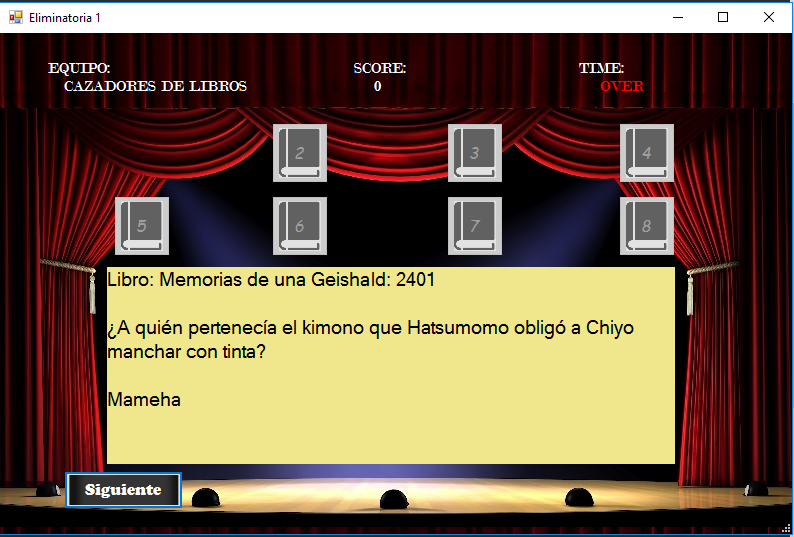 Eliminatoria 1
EQUIPO:
CAZADORES DE LIBROS
SCORE:
0
TIME:
OVER
2
3
4
5
6
7
8
Libro: Memorias de una GeishaId: 2401
¿A quién pertenecía el kimono que Hatsumomo obligó a Chiyo
manchar con tinta?
Mameha
Siguiente